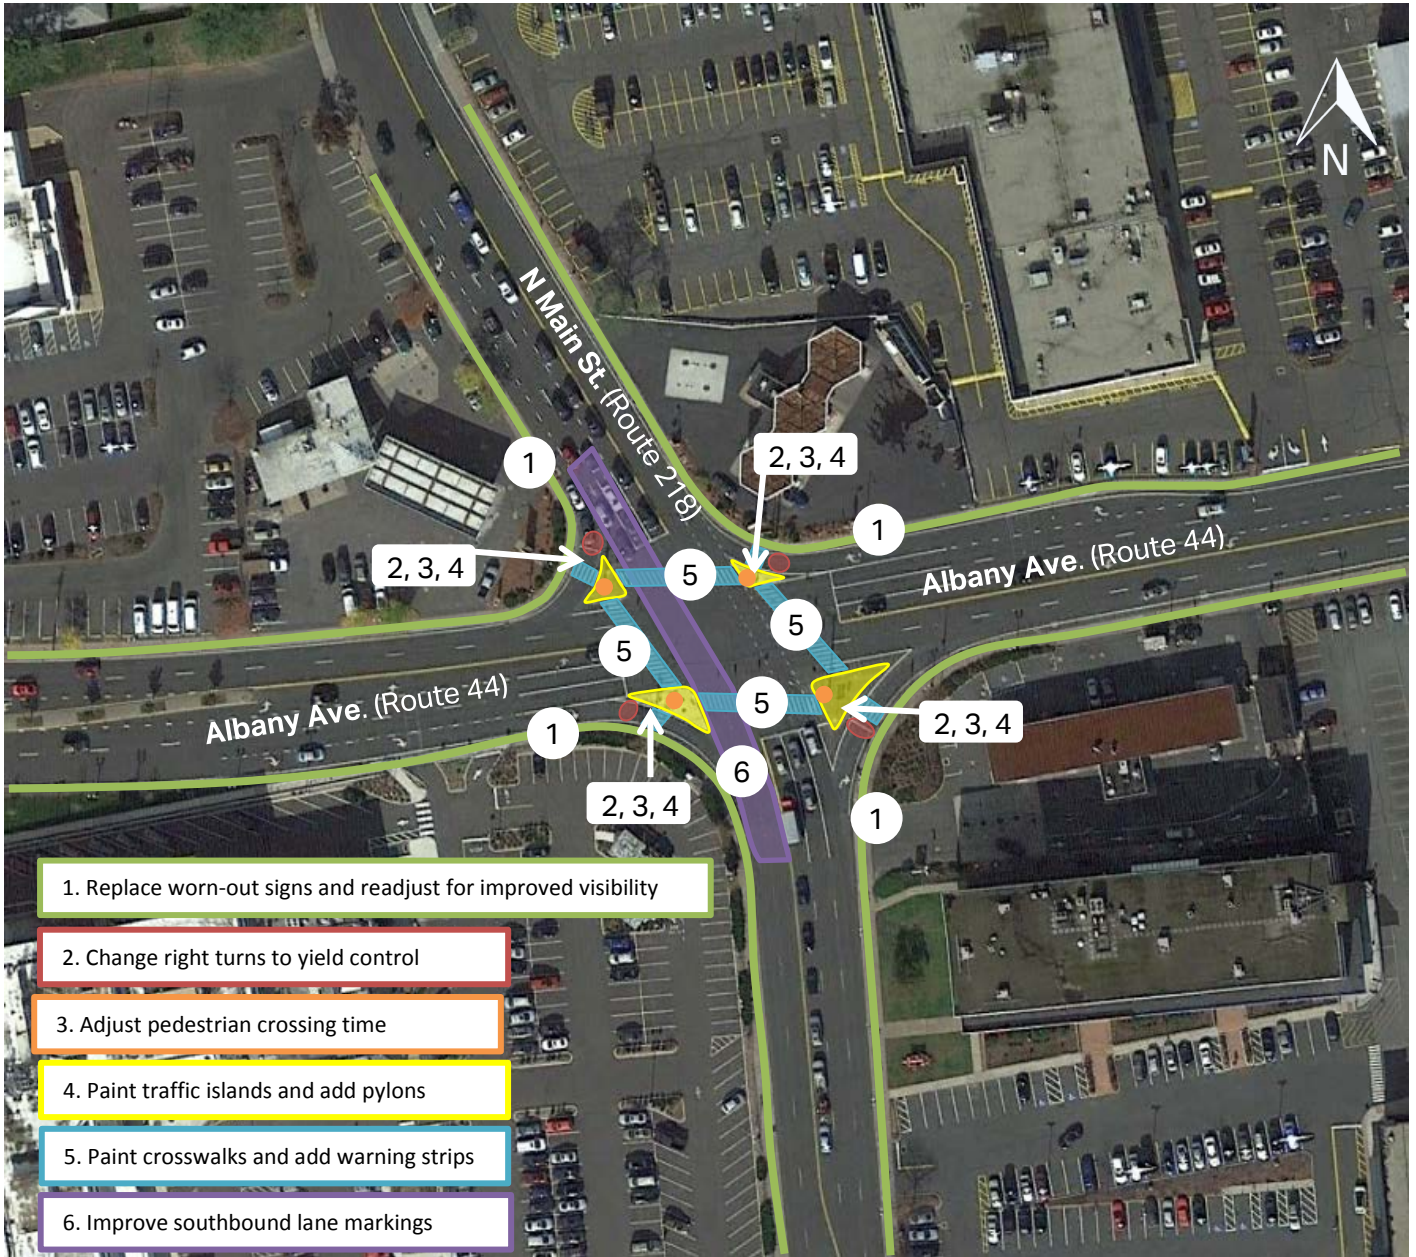 N
N Main St. (Route 218)
1
2, 3, 4
1
2, 3, 4
5
Albany Ave. (Route 44)
5
5
Albany Ave. (Route 44)
5
2, 3, 4
1
6
2, 3, 4
1
1. Replace worn-out signs and readjust for improved visibility
2. Change right turns to yield control
3. Adjust pedestrian crossing time
4. Paint traffic islands and add pylons
5. Paint crosswalks and add warning strips
6. Improve southbound lane markings